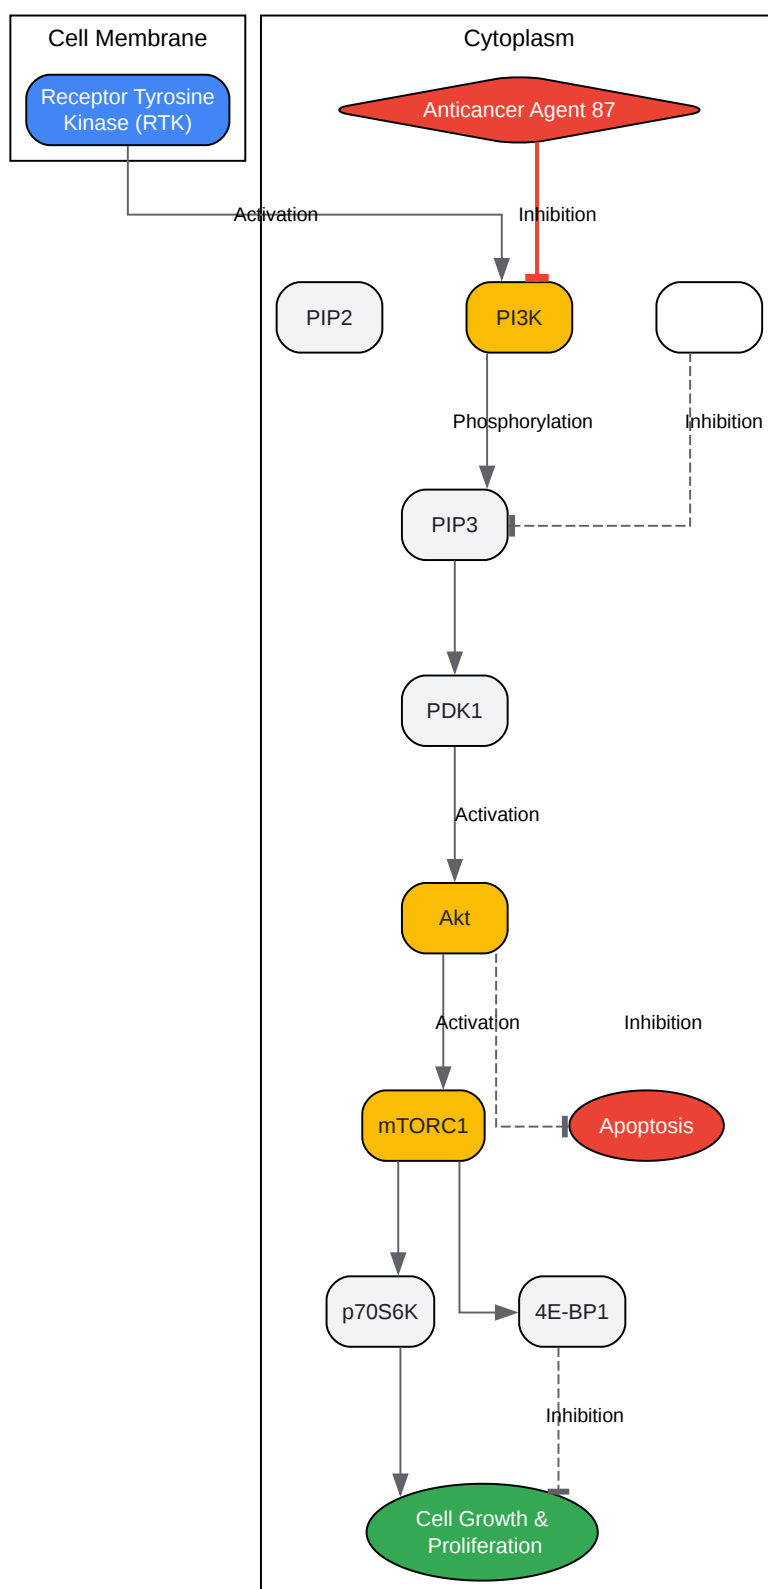 Cell Membrane
Cytoplasm
Receptor Tyrosine
Kinase (RTK)
Anticancer Agent 87
Activation
Inhibition
PIP2
PI3K
Phosphorylation
Inhibition
PIP3
PDK1
Activation
Akt
Activation
Inhibition
mTORC1
Apoptosis
p70S6K
4E-BP1
Inhibition
Cell Growth &
Proliferation